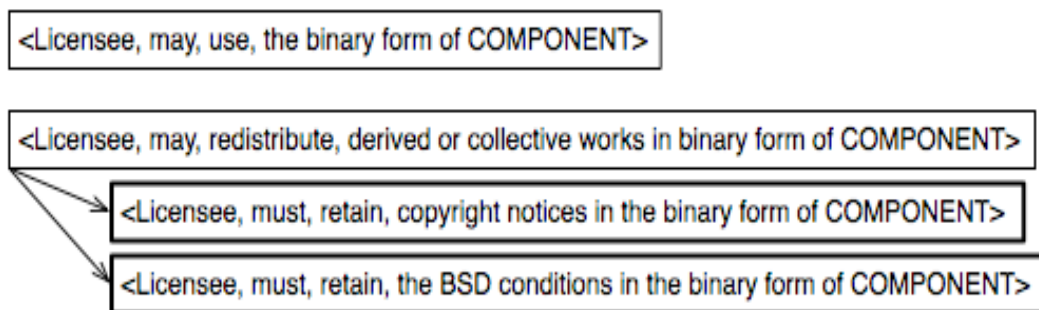 <Licensee, may, use, the binary form of COMPONENT>
<Licensee, may, redistribute, derived or collective works in binary form of COMPONENT>
<Licensee, must, retain, copyright notices in the binary form of COMPONENT>
<Licensee, must, retain, the BSD conditions in the binary form of COMPONENT>